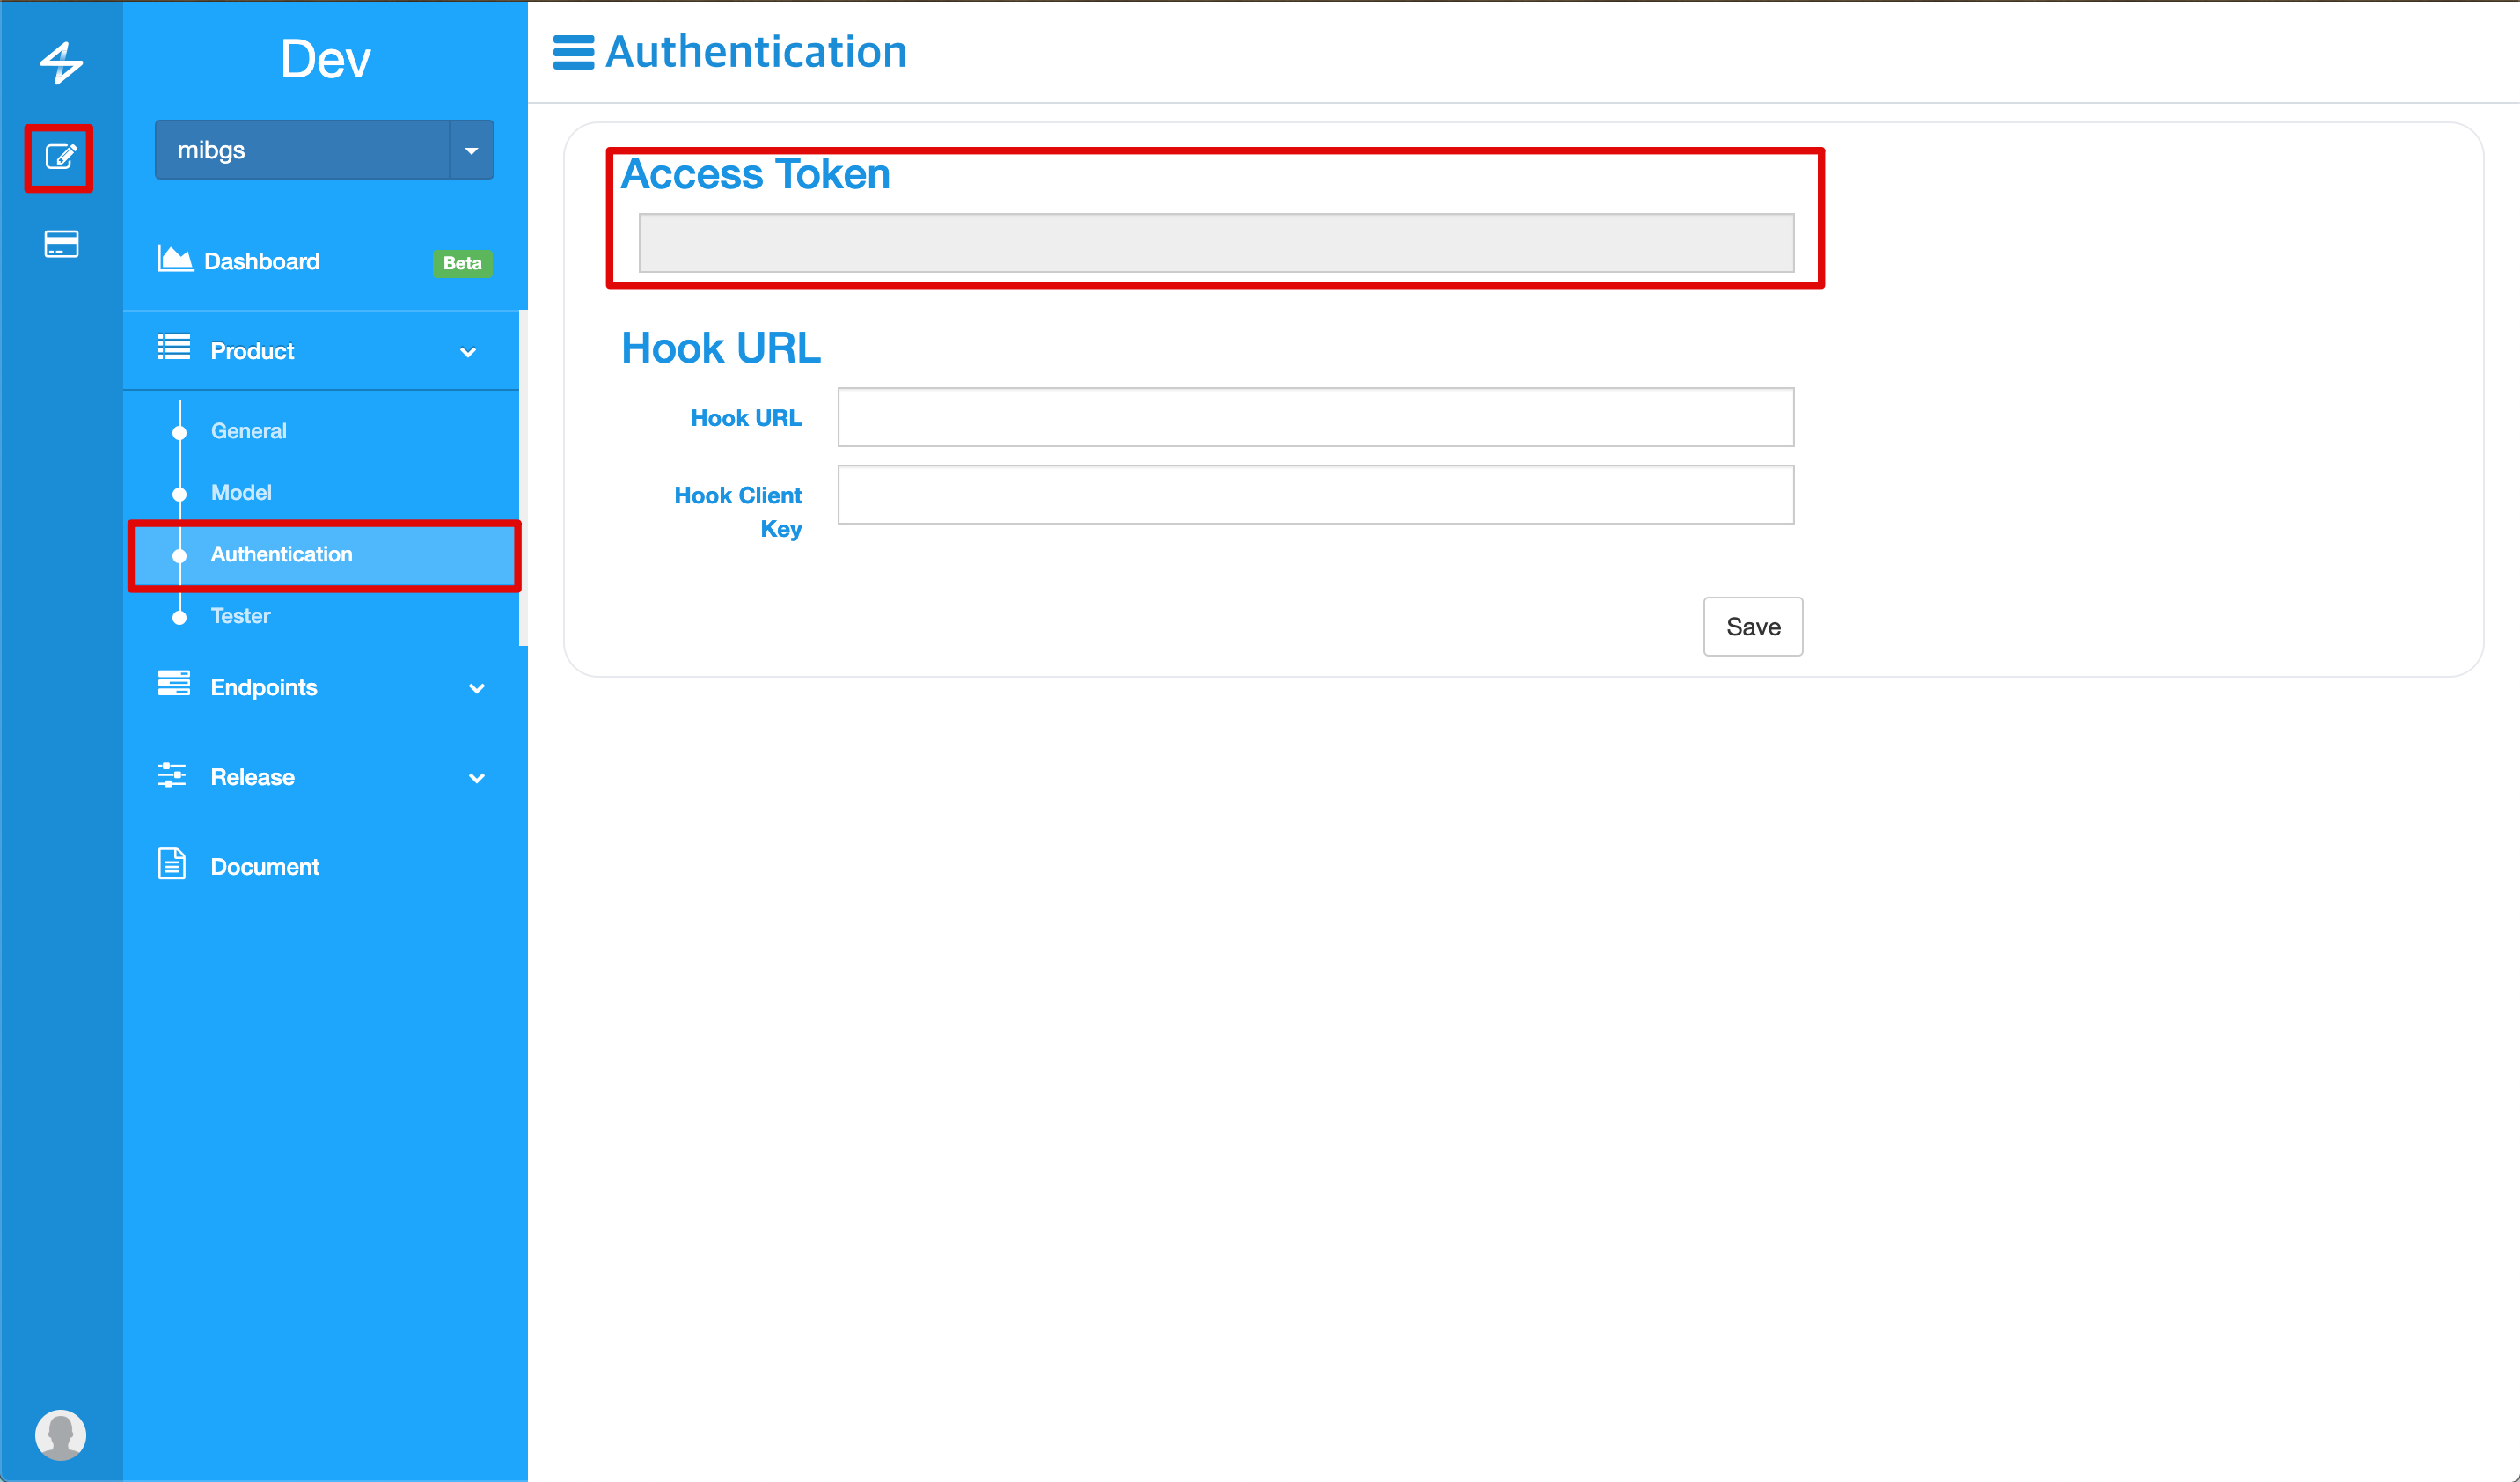 Dev
mibgs
Dashboard
Beta
Product
General
Model
Authentication
Tester
Endpoints
Release
Document
Authentication
Access Token
Hook URL
Hook URL
Hook Client
Key
Save